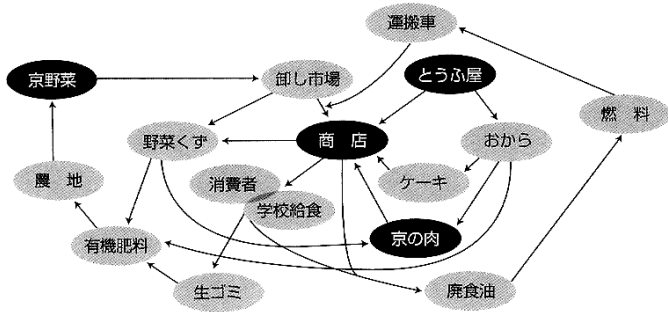 運搬車
京野菜
卸し市場
とうふ屋
燃 料
野菜くず
商 店
おから
農 地
消費者
ケーキ
学校給食
有機肥料
京の肉
生ゴミ
廃食油